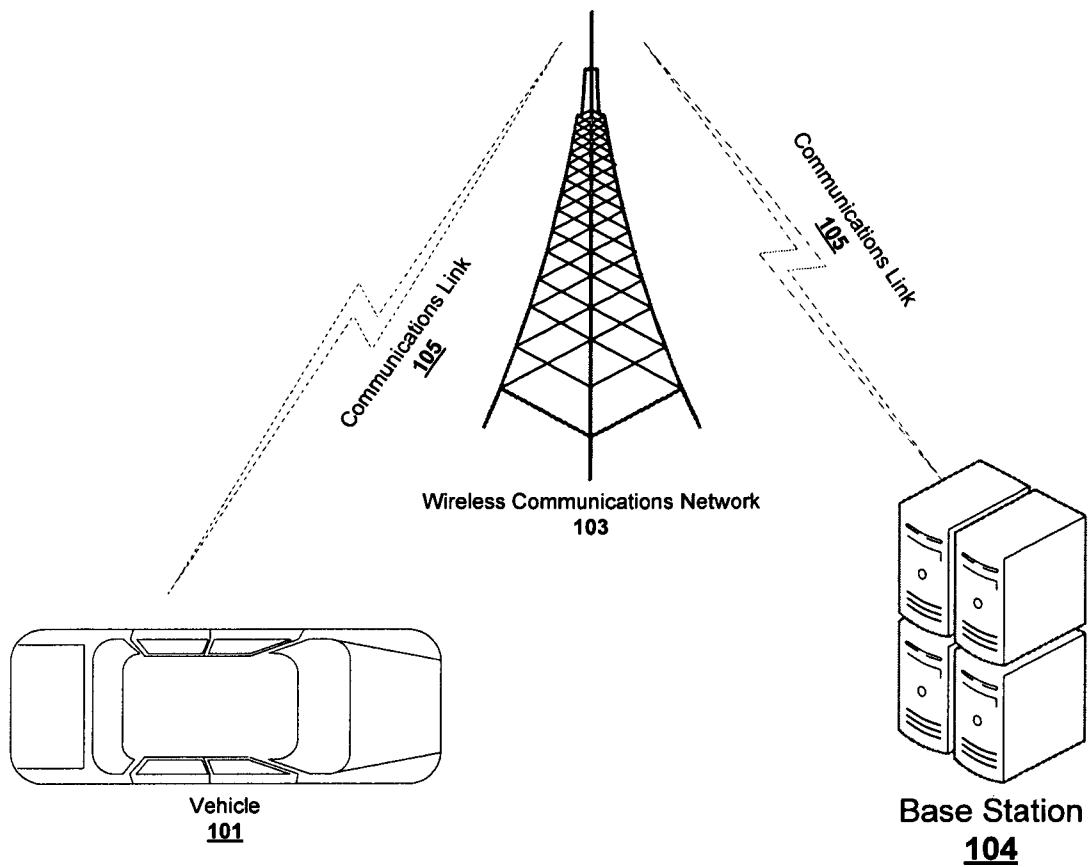 Communications Link
105
Communications Link
105
Wireless Communications Network
103
Vehicle
101
Base Station
104